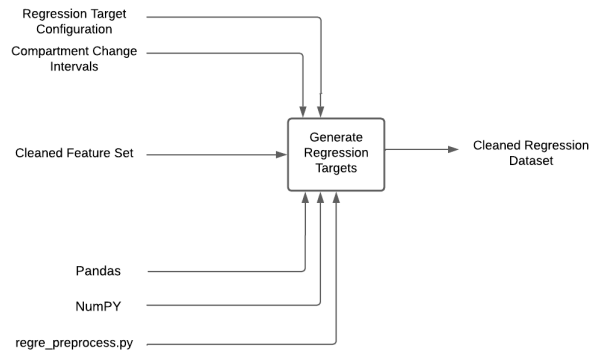 Regression Target
Configuration
Compartment Change
Intervals
Cleaned Feature Set
Generate
Regression
Targets
Cleaned Regression
Dataset
Pandas
NumPY
regre_preprocess.py